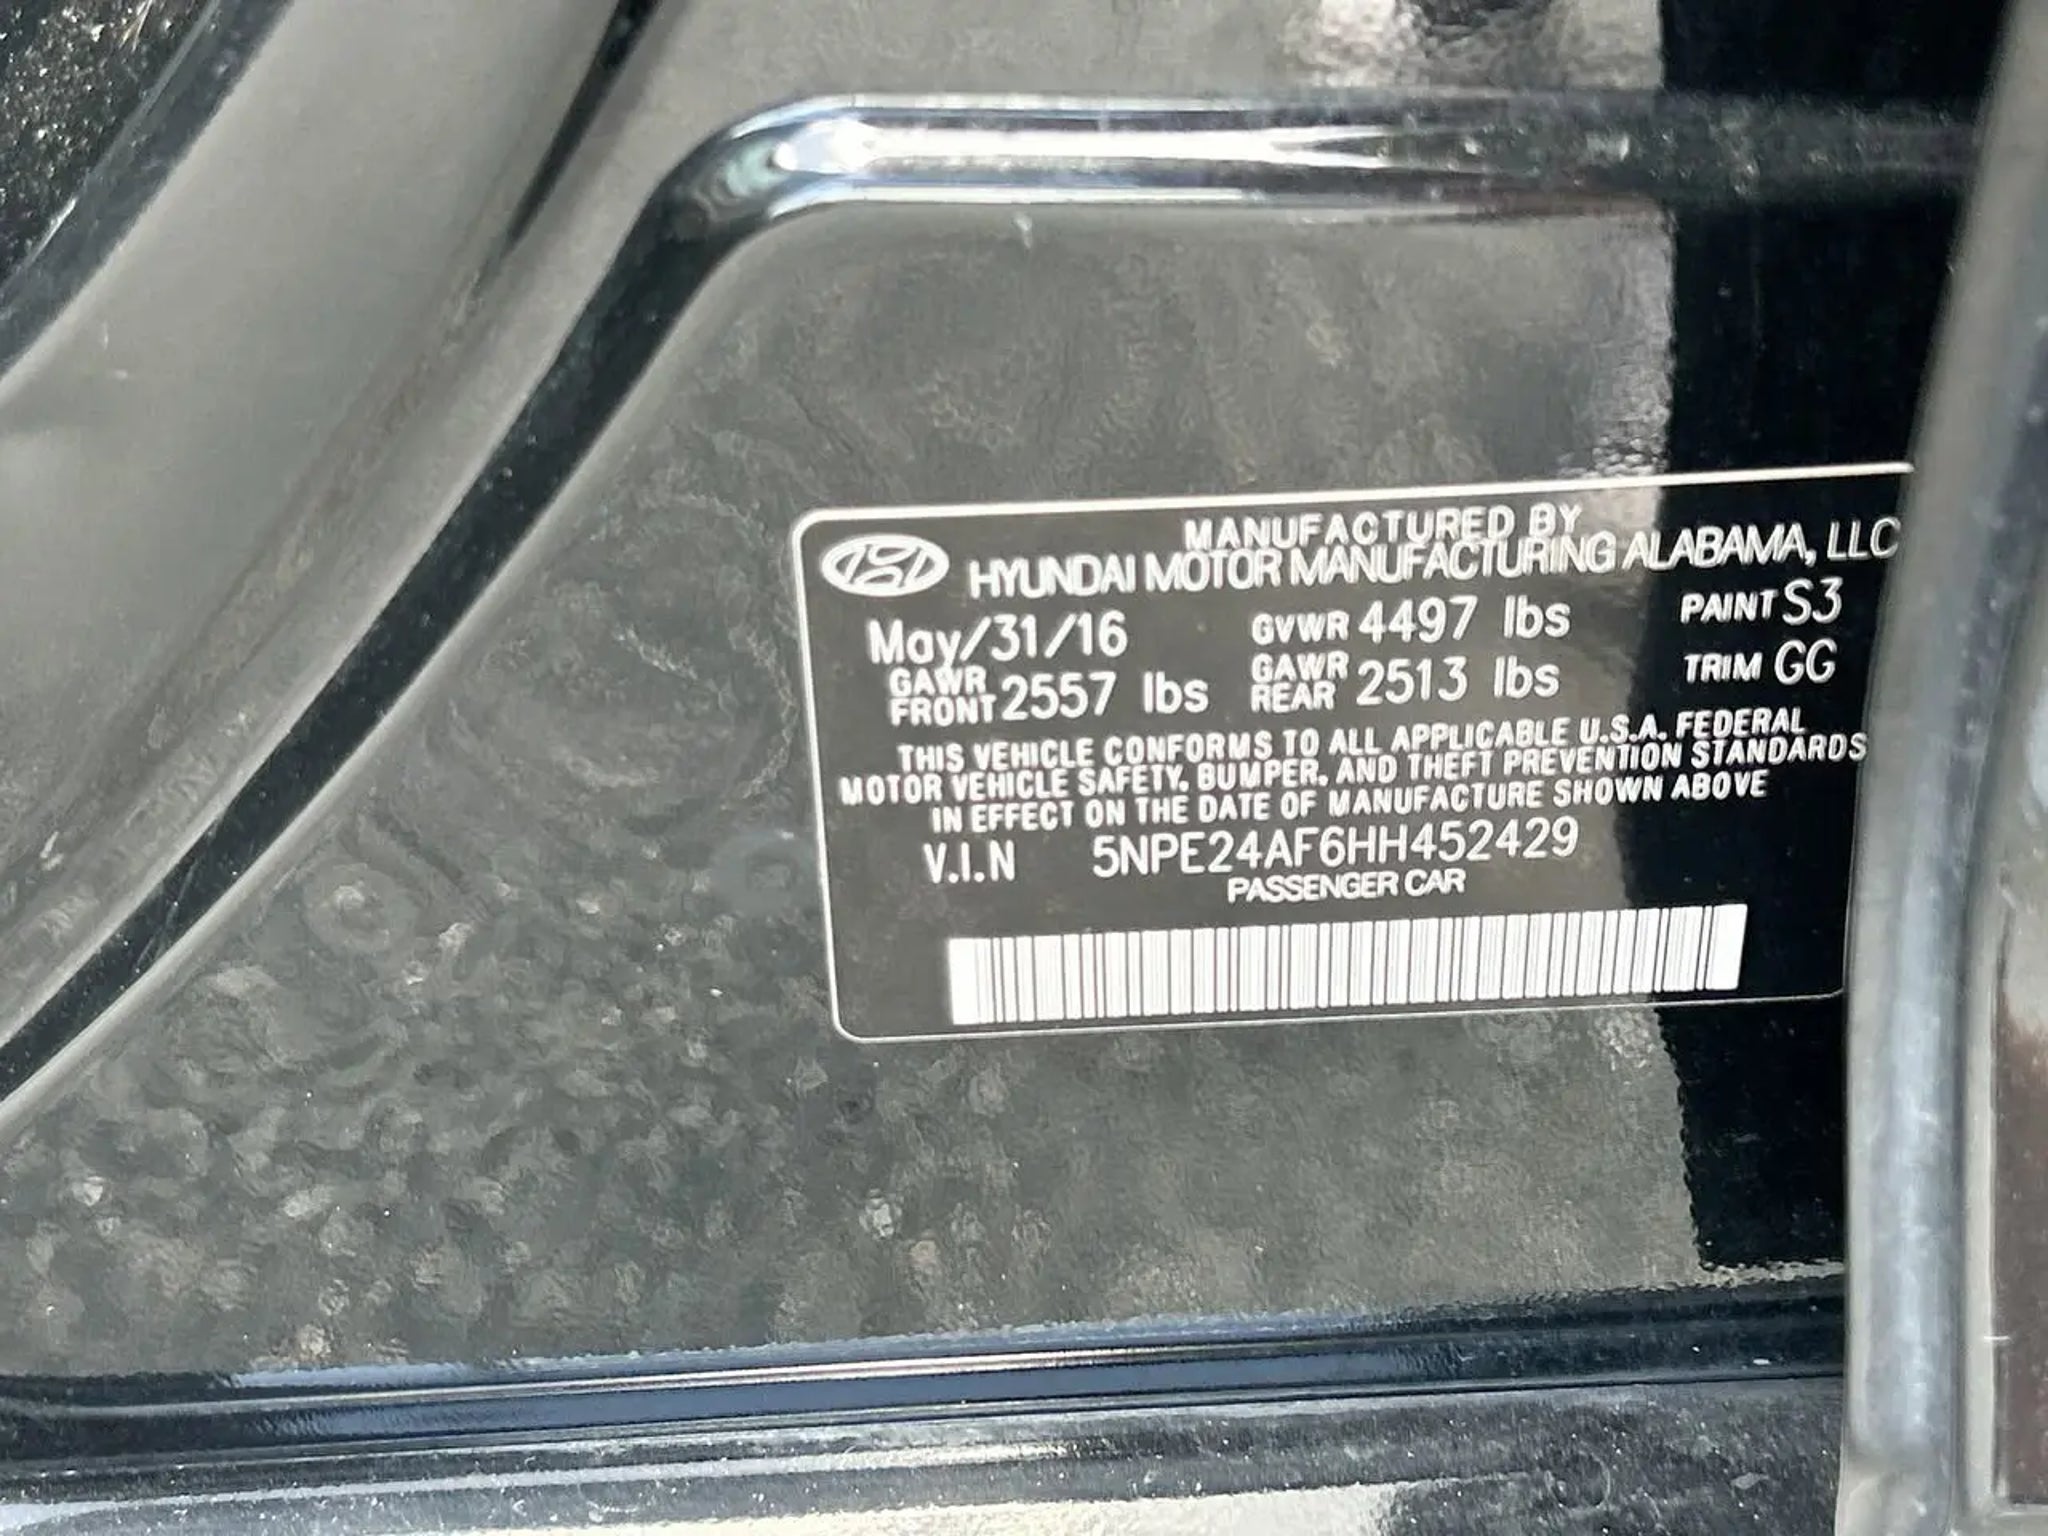 MANUFACTURED BY
HYUNDAI MOTOR MANUFACTURING ALABAMA, LLC
May/31/16 GVWR 4497 lbs PAINT S3
GAWR FRONT 2557 lbs GAWR REAR 2513 lbs TRIM GG
THIS VEHICLE CONFORMS TO ALL APPLICABLE U.S.A. FEDERAL
MOTOR VEHICLE SAFETY, BUMPER, AND THEFT PREVENTION STANDARDS
IN EFFECT ON THE DATE OF MANUFACTURE SHOWN ABOVE
V.I.N 5NPE24AF6HH452429
PASSENGER CAR